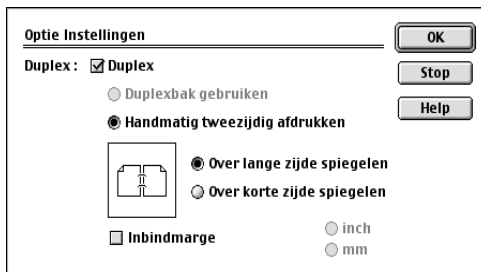 Optie Instellingen
OK
Duplex : Duplex
Stop
Duplexbak gebruiken
Help
Handmatig tweezijdig afdrukken
Over lange zijde spiegelen
Over korte zijde spiegelen
Inbindmarge
inch
mm